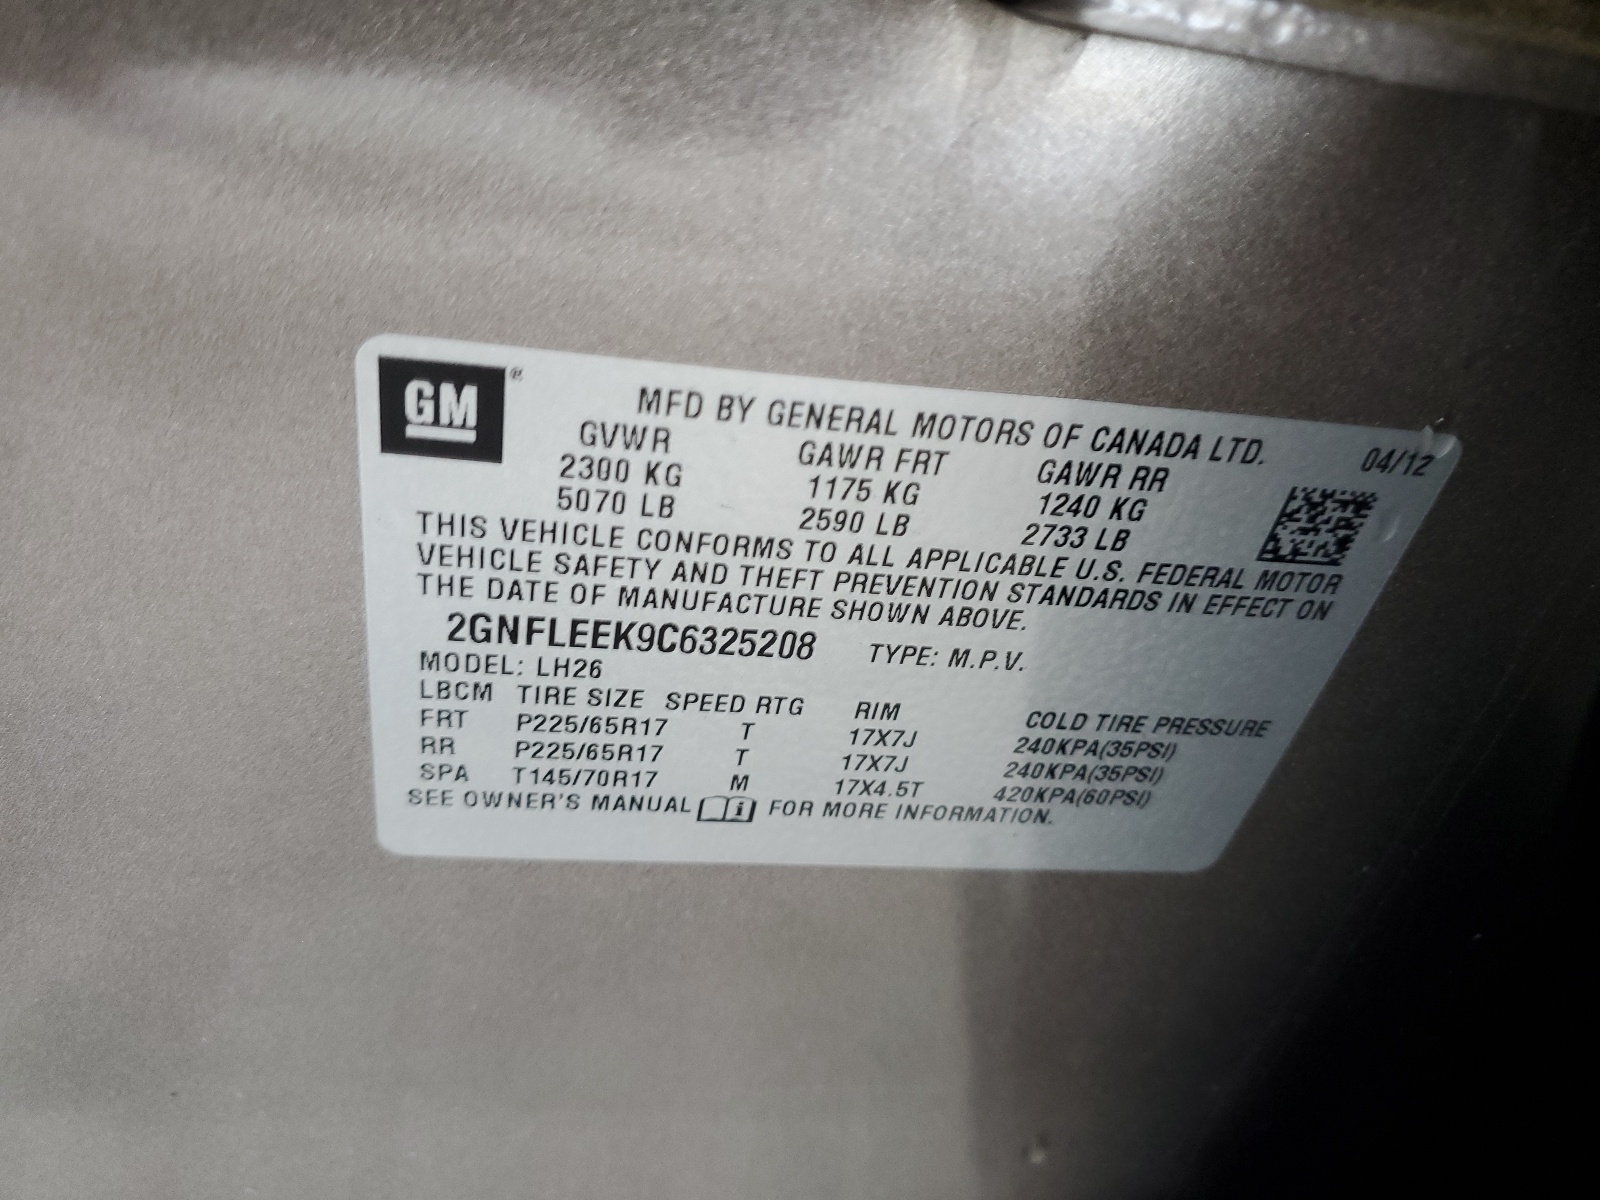 GM ®
MFD BY GENERAL MOTORS OF CANADA LTD. 04/12
GVWR GAWR FRT GAWR RR
2300 KG 1175 KG 1240 KG
5070 LB 2590 LB 2733 LB
THIS VEHICLE CONFORMS TO ALL APPLICABLE U.S. FEDERAL MOTOR
VEHICLE SAFETY AND THEFT PREVENTION STANDARDS IN EFFECT ON
THE DATE OF MANUFACTURE SHOWN ABOVE.
2GNFLEEK9C6325208 TYPE: M.P.V.
MODEL: LH26
LBCM TIRE SIZE SPEED RTG RIM COLD TIRE PRESSURE
FRT P225/65R17 T 17X7J 240KPA(35PSI)
RR P225/65R17 T 17X7J 240KPA(35PSI)
SPA T145/70R17 M 17X4.5T 420KPA(60PSI)
SEE OWNER'S MANUAL i FOR MORE INFORMATION.